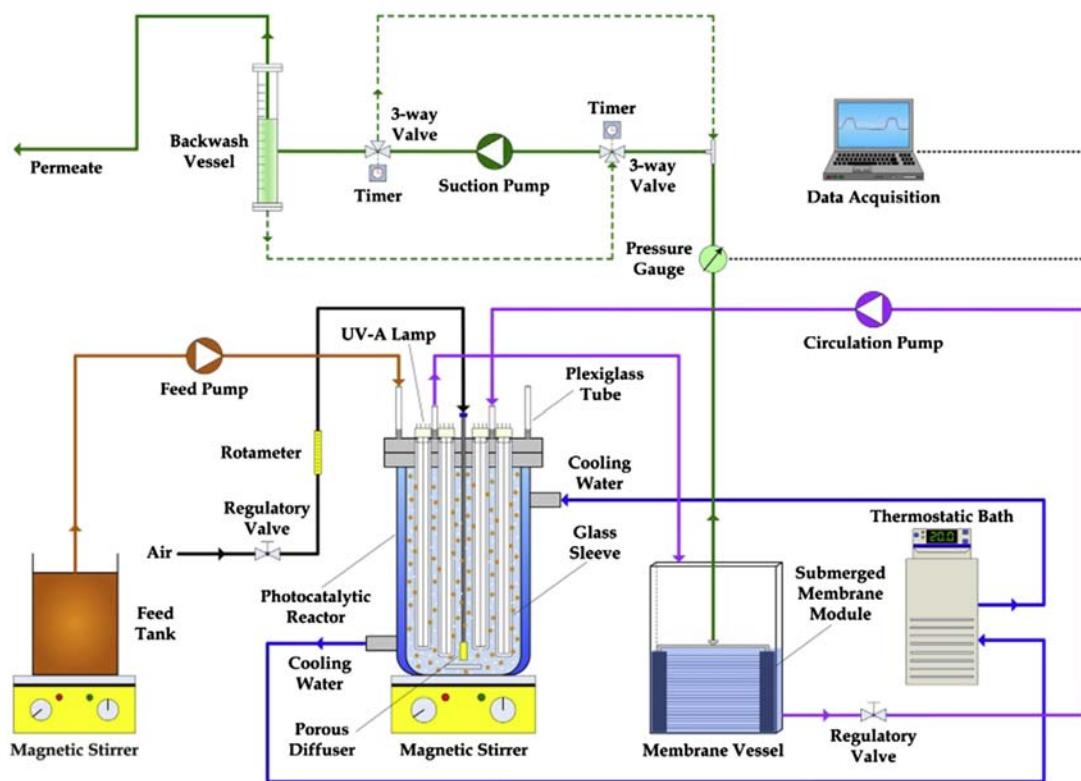 3-way
Valve
Timer
Backwash
Vessel
Permeate
Timer
Suction Pump
3-way
Valve
Data Acquisition
Pressure
Gauge
UV-A Lamp
Circulation Pump
Feed Pump
Plexiglass
Tube
Rotameter
Cooling
Water
Thermostatic Bath
20.0
Regulatory
Valve
Air
Glass
Sleeve
Submerged
Membrane
Module
Photocatalytic
Reactor
Feed
Tank
Cooling
Water
Porous
Diffuser
Magnetic Stirrer
Magnetic Stirrer
Membrane Vessel
Regulatory
Valve